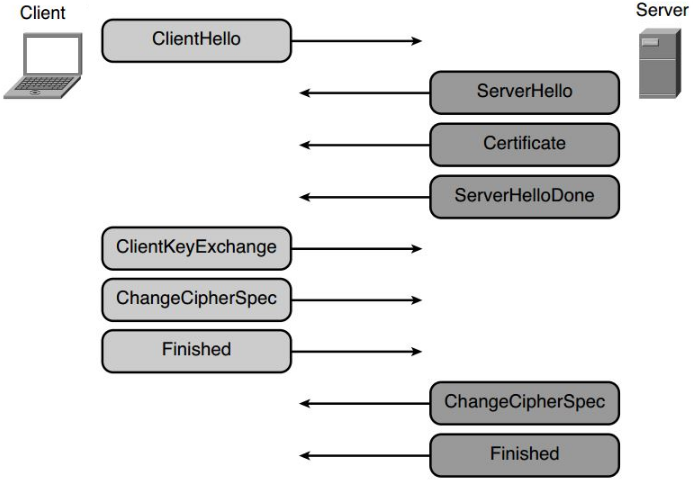 Client
Server
ClientHello
ServerHello
Certificate
ServerHelloDone
ClientKeyExchange
ChangeCipherSpec
Finished
ChangeCipherSpec
Finished